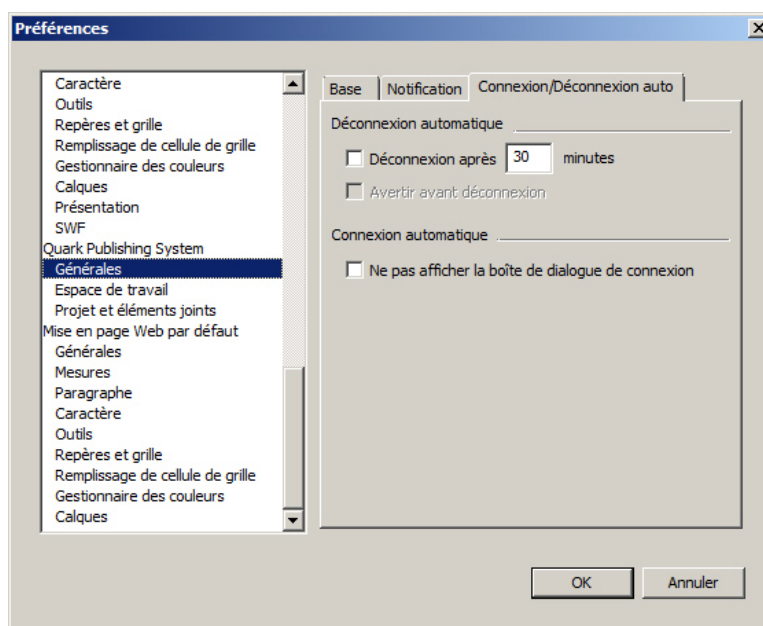 Préférences
Caractère
Outils
Repères et grille
Remplissage de cellule de grille
Gestionnaire des couleurs
Calques
Présentation
SWF
Quark Publishing System
Générales
Espace de travail
Projet et éléments joints
Mise en page Web par défaut
Générales
Mesures
Paragraphe
Caractère
Outils
Repères et grille
Remplissage de cellule de grille
Gestionnaire des couleurs
Calques
Base Notification Connexion/Déconnexion auto
Déconnexion automatique
Déconnexion après 30 minutes
Avertir avant déconnexion
Connexion automatique
Ne pas afficher la boîte de dialogue de connexion
OK Annuler